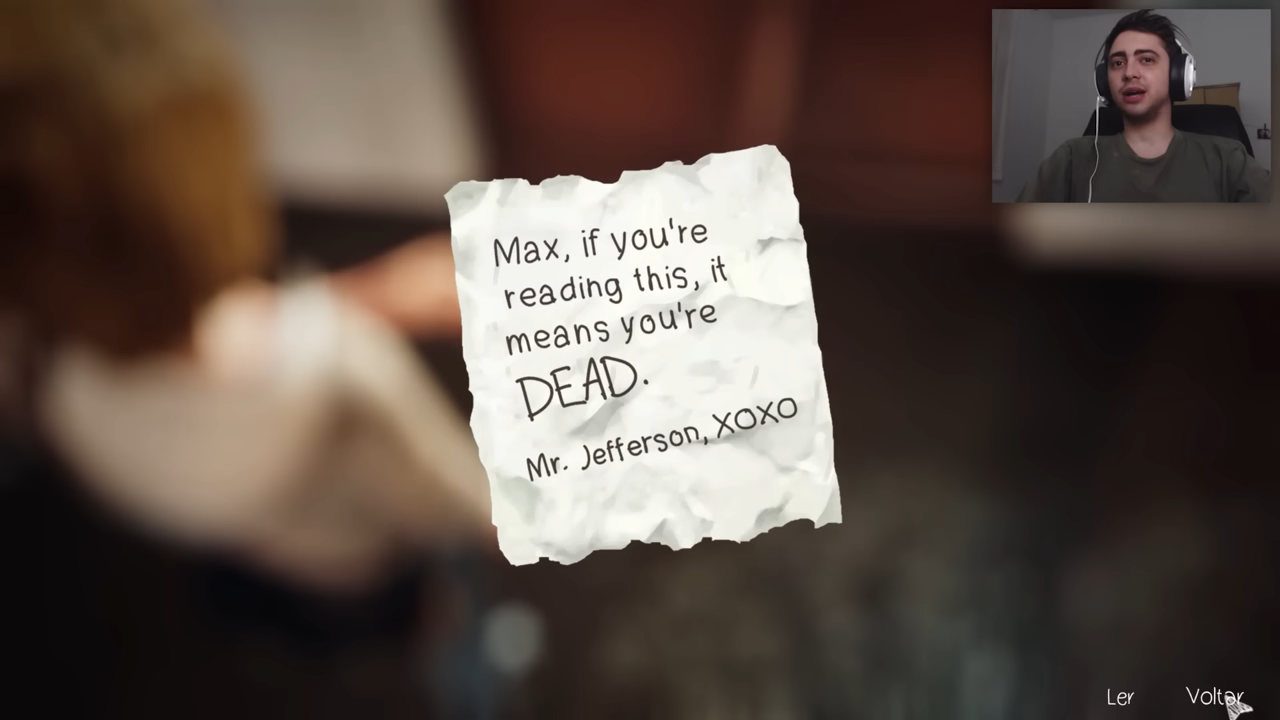 Max, if you're
reading this, it
means you're
DEAD.
Mr. Jefferson, XOXO
Ler Voltar